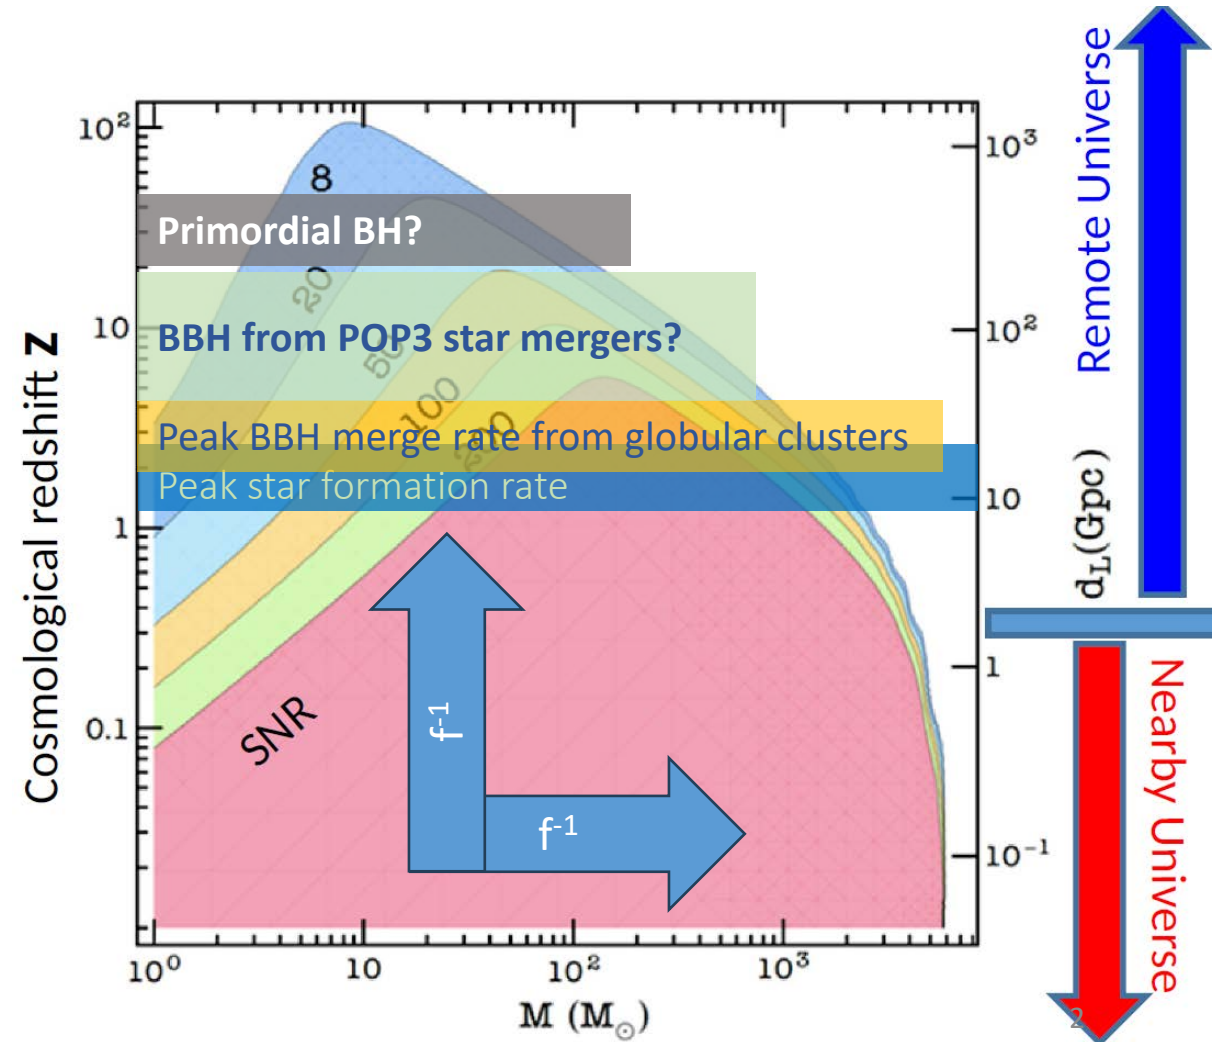 10²
10
1
0.1
Cosmological redshift z
8
20
50
100
200
SNR
Primordial BH?
BBH from POP3 star mergers?
Peak BBH merge rate from globular clusters
Peak star formation rate
f⁻¹
f⁻¹
10⁰
10
10²
10³
M (M☉)
10³
10²
10
1
10⁻¹
d_L(Gpc)
Remote Universe
Nearby Universe
2